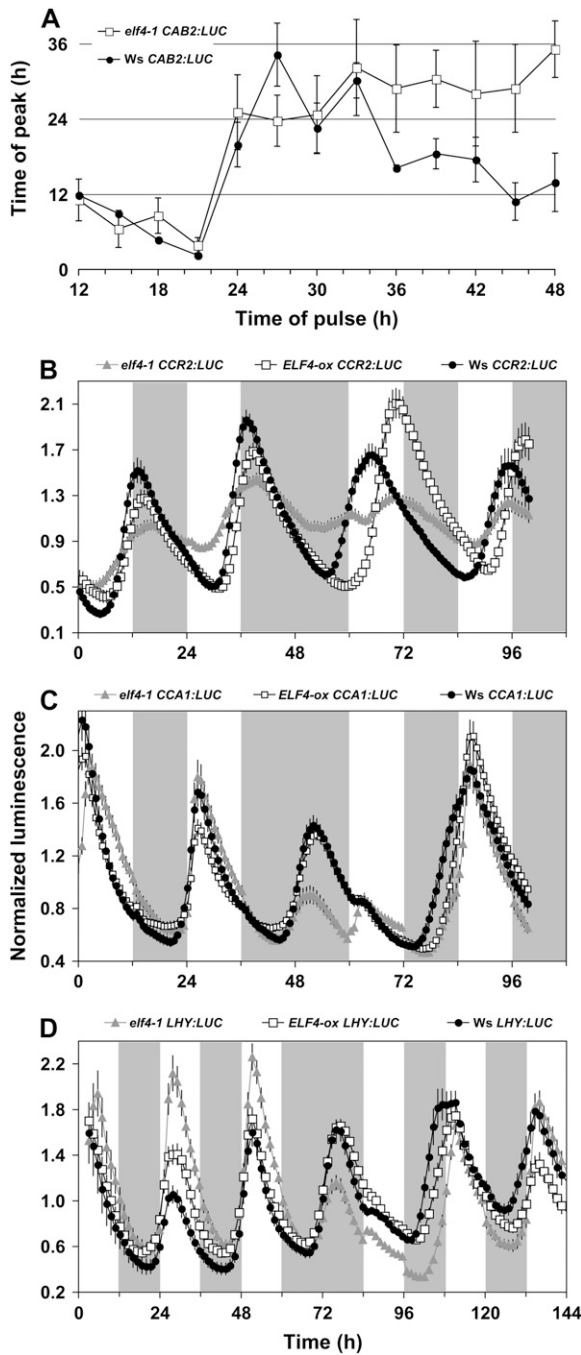 A
elf4-1 CAB2:LUC
Ws CAB2:LUC
Time of peak (h)
36
24
12
0
12 18 24 30 36 42 48
Time of pulse (h)
B
elf4-1 CCR2:LUC ELF4-ox CCR2:LUC Ws CCR2:LUC
2.1
1.7
1.3
0.9
0.5
0.1
0 24 48 72 96
C
elf4-1 CCA1:LUC ELF4-ox CCA1:LUC Ws CCA1:LUC
Normalized luminescence
2.0
1.6
1.2
0.8
0.4
0 24 48 72 96
D
elf4-1 LHY:LUC ELF4-ox LHY:LUC Ws LHY:LUC
2.2
1.8
1.4
1.0
0.6
0.2
0 24 48 72 96 120 144
Time (h)